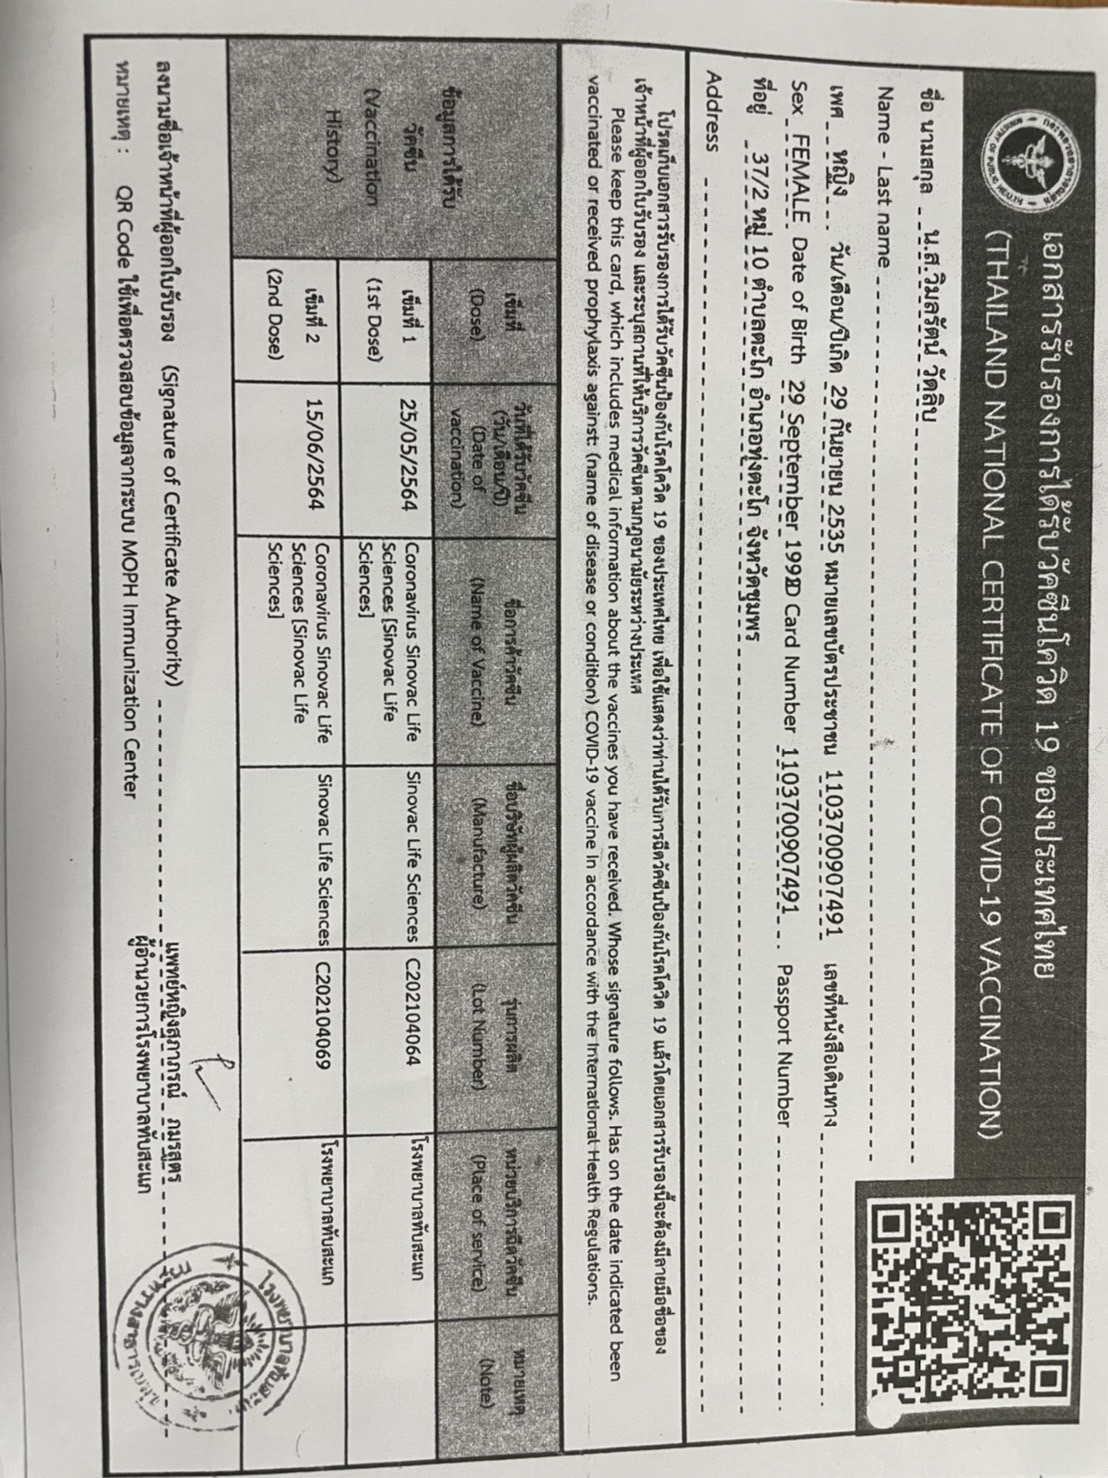 เอกสารรับรองการได้รับวัคซีนโควิด 19 ของประเทศไทย
(THAILAND NATIONAL CERTIFICATE OF COVID-19 VACCINATION)
กระทรวงสาธารณสุข
MINISTRY OF PUBLIC HEALTH
ชื่อ นามสกุล น.ส.วิมลรัตน์ วัดลิบ
Name - Last name
เพศ หญิง วัน/เดือน/ปีเกิด 29 กันยายน 2535 หมายเลขบัตรประชาชน 1103700907491 เลขที่หนังสือเดินทาง
Sex FEMALE Date of Birth 29 September 1992 ID Card Number 1103700907491 Passport Number
ที่อยู่ 37/2 หมู่ 10 ตำบลตะโก อำเภอทุ่งตะโก จังหวัดชุมพร
Address
โปรดเก็บเอกสารรับรองการได้รับวัคซีนป้องกันโรคโควิด 19 ของประเทศไทย เพื่อใช้แสดงว่าท่านได้รับการฉีดวัคซีนป้องกันโรคโควิด 19 แล้วโดยเอกสารรับรองนี้จะต้องมีลายมือชื่อของ
เจ้าหน้าที่ผู้ออกใบรับรอง และระบุสถานที่ให้บริการวัคซีนตามกฎอนามัยระหว่างประเทศ
Please keep this card, which includes medical information about the vaccines you have received. Whose signature follows. Has on the date indicated been
vaccinated or received prophylaxis against: (name of disease or condition) COVID-19 vaccine In accordance with the International Health Regulations.
ข้อมูลการได้รับ
วัคซีน
(Vaccination
History)
เข็มที่
(Dose)
วันที่ได้รับวัคซีน
(วัน/เดือน/ปี)
(Date of
vaccination)
ชื่อการค้าวัคซีน
(Name of Vaccine)
ชื่อบริษัทผู้ผลิตวัคซีน
(Manufacture)
รุ่นการผลิต
(Lot Number)
หน่วยบริการฉีดวัคซีน
(Place of service)
หมายเหตุ
(Note)
เข็มที่ 1
(1st Dose)
25/05/2564
Coronavirus Sinovac Life
Sciences [Sinovac Life
Sciences]
Sinovac Life Sciences
C202104064
โรงพยาบาลทับสะแก
เข็มที่ 2
(2nd Dose)
15/06/2564
Coronavirus Sinovac Life
Sciences [Sinovac Life
Sciences]
Sinovac Life Sciences
C202104069
โรงพยาบาลทับสะแก
โรงพยาบาลทับสะแก
กระทรวงสาธารณสุข
ลงนามชื่อเจ้าหน้าที่ผู้ออกใบรับรอง (Signature of Certificate Authority)
แพทย์หญิงสุภาภรณ์ ภมรสูตร
ผู้อำนวยการโรงพยาบาลทับสะแก
หมายเหตุ : QR Code ใช้เพื่อตรวจสอบข้อมูลจากระบบ MOPH Immunization Center